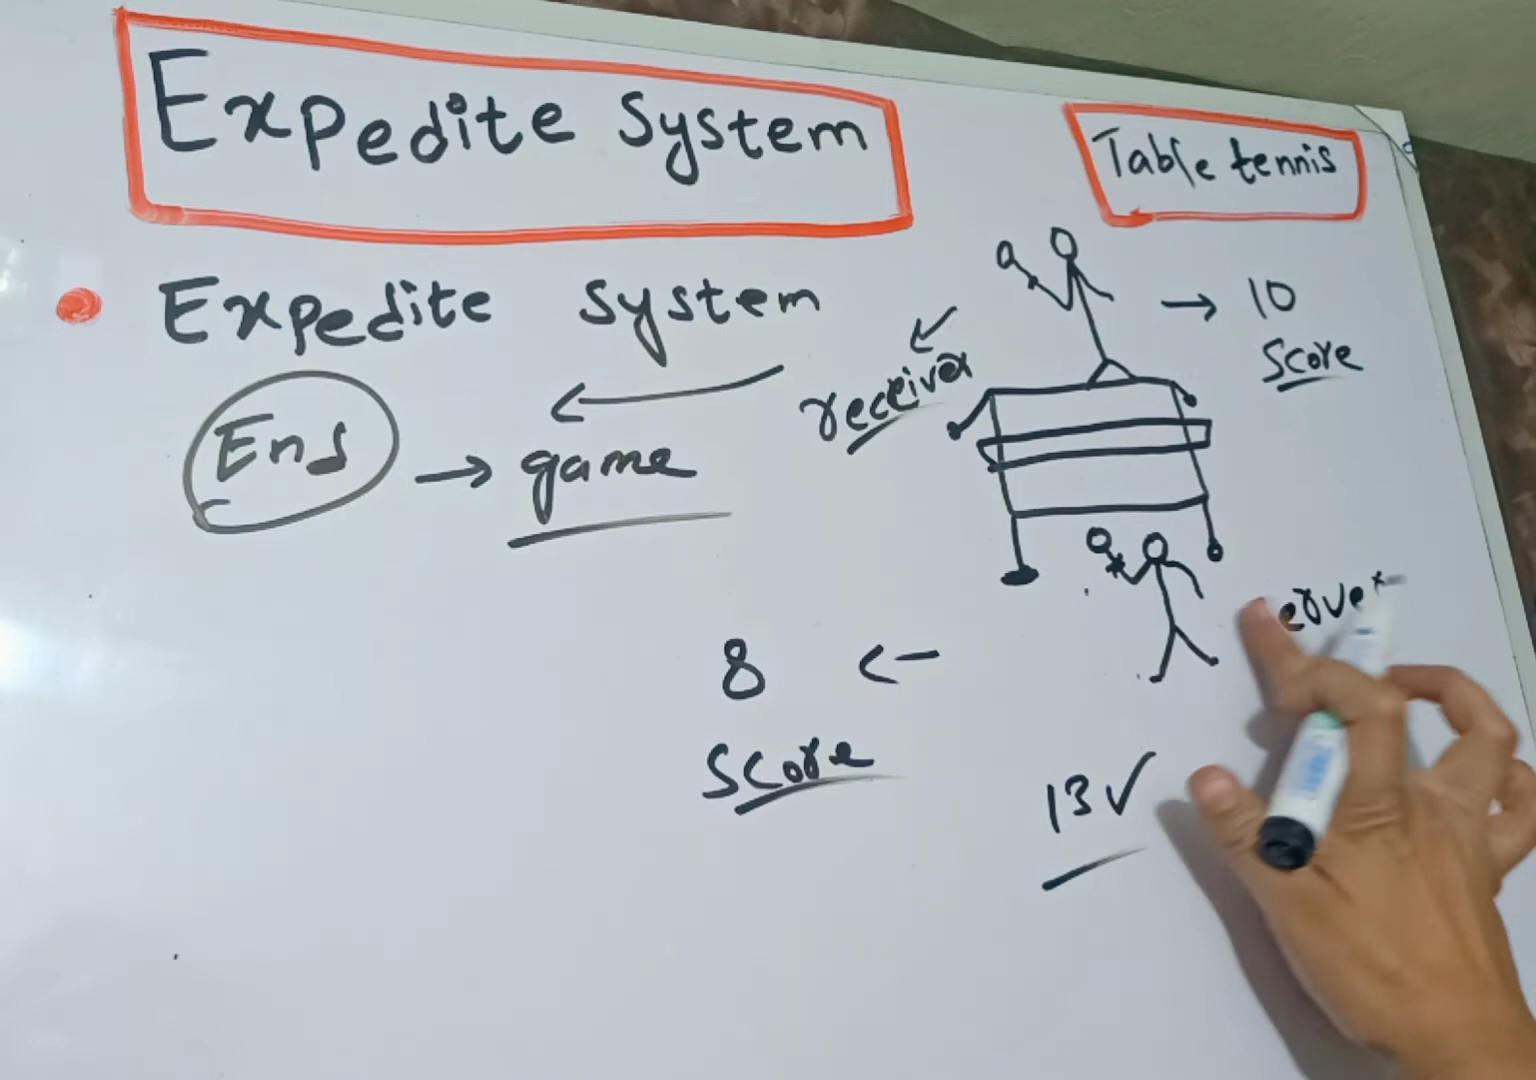 Expedite System
Table tennis
Expedite system
10
Score
receiver
End → game
8
Score
13✓